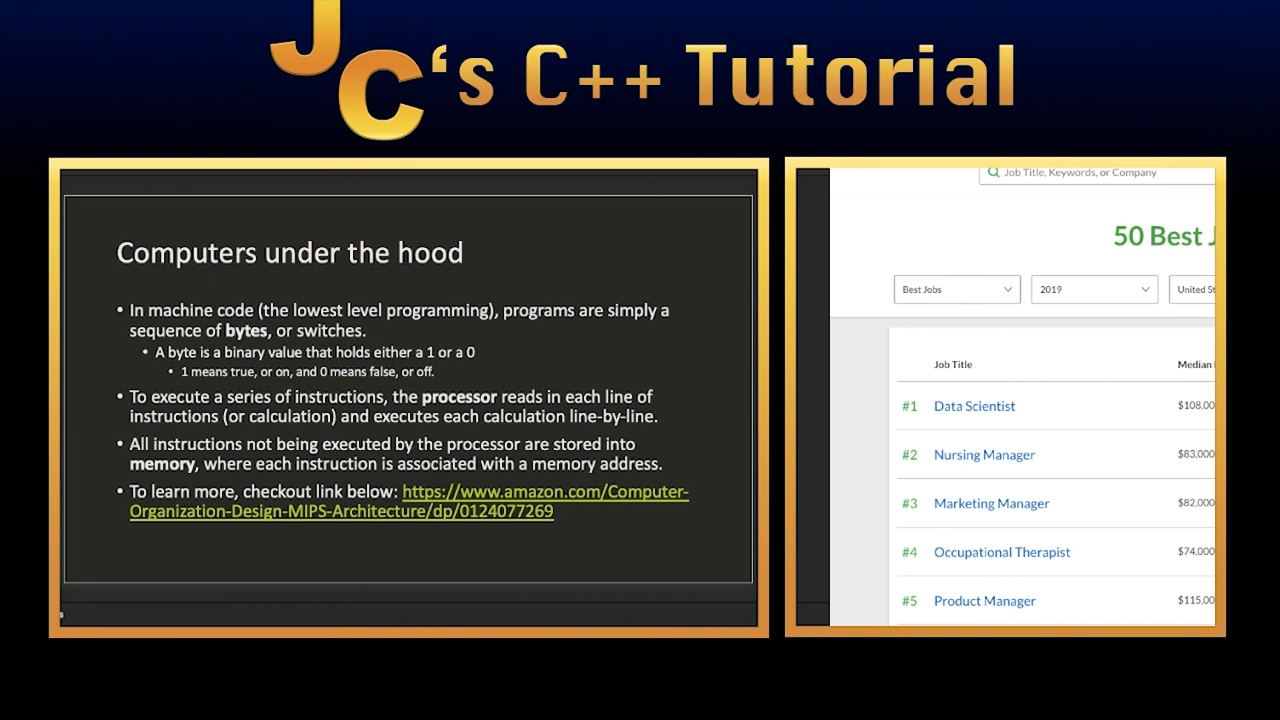 JC's C++ Tutorial
Computers under the hood
• In machine code (the lowest level programming), programs are simply a
sequence of bytes, or switches.
• A byte is a binary value that holds either a 1 or a 0
• 1 means true, or on, and 0 means false, or off.
• To execute a series of instructions, the processor reads in each line of
instructions (or calculation) and executes each calculation line-by-line.
• All instructions not being executed by the processor are stored into
memory, where each instruction is associated with a memory address.
• To learn more, checkout link below: https://www.amazon.com/Computer-
Organization-Design-MIPS-Architecture/dp/0124077269
Job Title, Keywords, or Company
50 Best
Best Jobs 2019 United
Job Title Median
#1 Data Scientist $108,00
#2 Nursing Manager $83,000
#3 Marketing Manager $82,000
#4 Occupational Therapist $74,000
#5 Product Manager $115,00